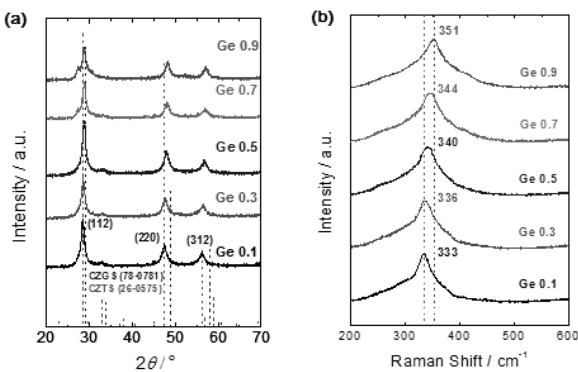 (a)
Intensity / a.u.
Ge 0.9
Ge 0.7
Ge 0.5
Ge 0.3
(112)
(220)
(312)
Ge 0.1
CZGS (78-0781)
CZTS (26-0575)
20 30 40 50 60 70
2θ/°
(b)
Intensity / a.u.
351
Ge 0.9
344
Ge 0.7
340
Ge 0.5
336
Ge 0.3
333
Ge 0.1
200 300 400 500 600
Raman Shift / cm⁻¹